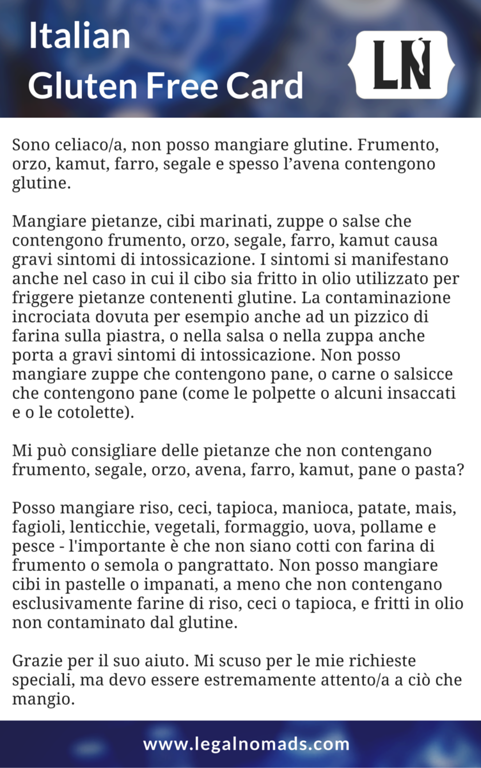 Italian
Gluten Free Card
LN
Sono celiaco/a, non posso mangiare glutine. Frumento,
orzo, kamut, farro, segale e spesso l’avena contengono
glutine.
Mangiare pietanze, cibi marinati, zuppe o salse che
contengono frumento, orzo, segale, farro, kamut causa
gravi sintomi di intossicazione. I sintomi si manifestano
anche nel caso in cui il cibo sia fritto in olio utilizzato per
friggere pietanze contenenti glutine. La contaminazione
incrociata dovuta per esempio anche ad un pizzico di
farina sulla piastra, o nella salsa o nella zuppa anche
porta a gravi sintomi di intossicazione. Non posso
mangiare zuppe che contengono pane, o carne o salsicce
che contengono pane (come le polpette o alcuni insaccati
e o le cotolette).
Mi può consigliare delle pietanze che non contengano
frumento, segale, orzo, avena, farro, kamut, pane o pasta?
Posso mangiare riso, ceci, tapioca, manioca, patate, mais,
fagioli, lenticchie, vegetali, formaggio, uova, pollame e
pesce - l'importante è che non siano cotti con farina di
frumento o semola o pangrattato. Non posso mangiare
cibi in pastelle o impanati, a meno che non contengano
esclusivamente farine di riso, ceci o tapioca, e fritti in olio
non contaminato dal glutine.
Grazie per il suo aiuto. Mi scuso per le mie richieste
speciali, ma devo essere estremamente attento/a a ciò che
mangio.
www.legalnomads.com